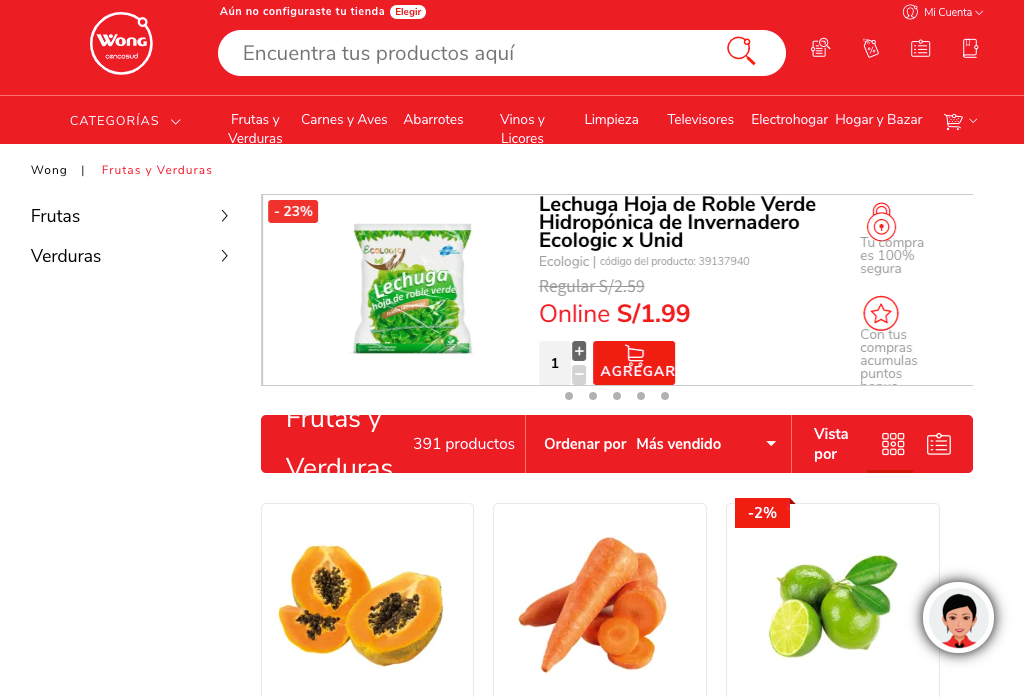 Aún no configuraste tu tienda Elegir
Mi Cuenta
Wong
cencosud
Encuentra tus productos aquí
CATEGORÍAS
Frutas y Verduras
Carnes y Aves
Abarrotes
Vinos y Licores
Limpieza
Televisores
Electrohogar
Hogar y Bazar
Wong | Frutas y Verduras
Frutas
Verduras
- 23%
ECOLOGIC
Lechuga
hoja de roble verde
Lechuga Hoja de Roble Verde
Hidropónica de Invernadero
Ecologic x Unid
Ecologic | código del producto: 39137940
Regular S/2.59
Online S/1.99
1
+
−
AGREGAR
Tu compra
es 100%
segura
Con tus
compras
acumulas
puntos
bonus
Frutas y
Verduras
391 productos
Ordenar por Más vendido
Vista
por
-2%